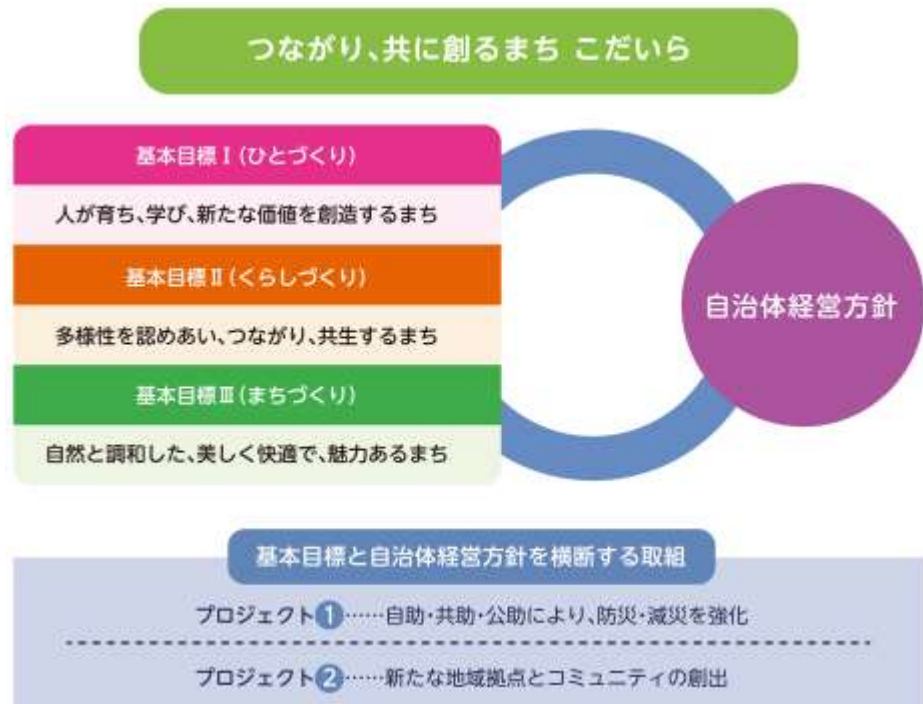 つながり、共に創るまち こだいら
基本目標Ⅰ(ひとづくり)
人が育ち、学び、新たな価値を創造するまち
基本目標Ⅱ(くらしづくり)
多様性を認めあい、つながり、共生するまち
基本目標Ⅲ(まちづくり)
自然と調和した、美しく快適で、魅力あるまち
自治体経営方針
基本目標と自治体経営方針を横断する取組
プロジェクト❶……自助・共助・公助により、防災・減災を強化
プロジェクト❷……新たな地域拠点とコミュニティの創出